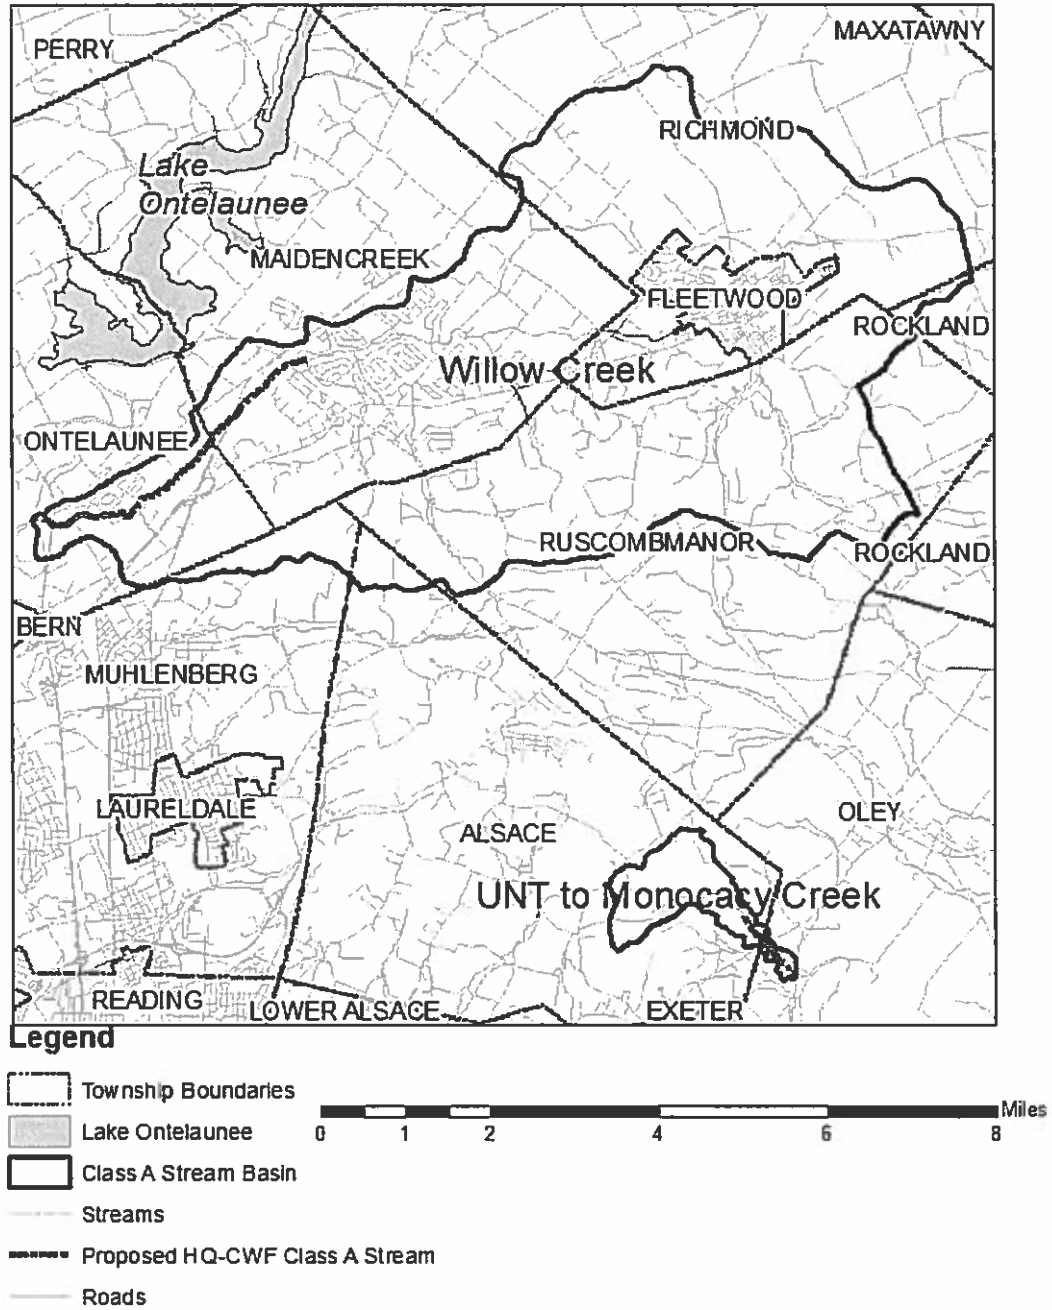 PERRY
MAXATAWNY
RICHMOND
Lake
Ontelaunee
MAIDENCREEK
FLEETWOOD
ROCKLAND
Willow Creek
ONTELAUNEE
RUSCOMBMANOR
ROCKLAND
BERN
MUHLENBERG
LAURELDALE
ALSACE
OLEY
UNT to Monocacy Creek
READING
LOWER ALSACE
EXETER
Legend
Township Boundaries
Lake Ontelaunee
Class A Stream Basin
Streams
Proposed HQ-CWF Class A Stream
Roads
Miles
0 1 2 4 6 8